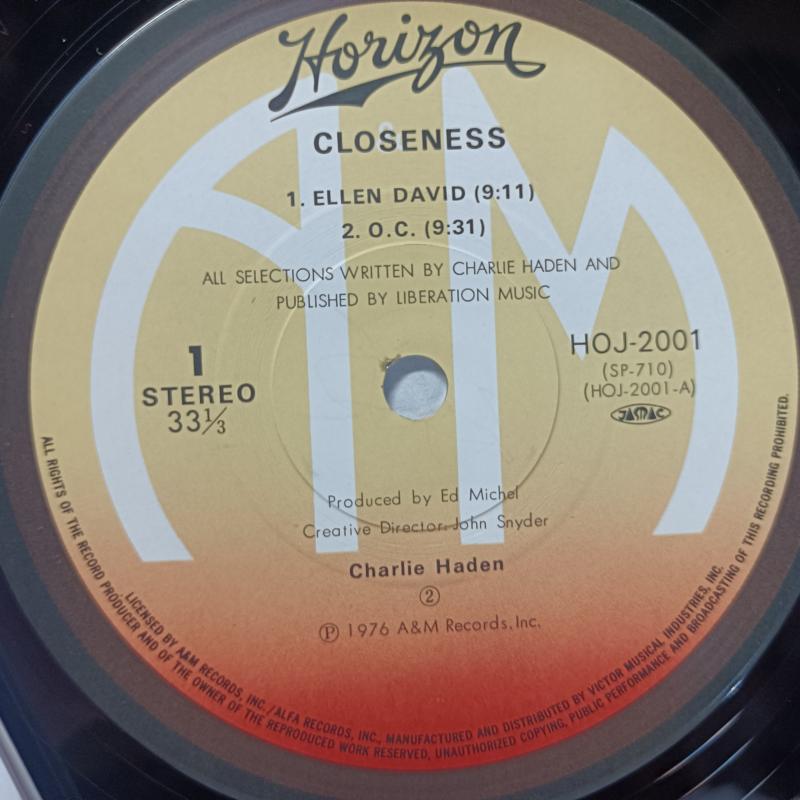 Horizon
CLOSENESS
1. ELLEN DAVID (9:11)
2. O.C. (9:31)
ALL SELECTIONS WRITTEN BY CHARLIE HADEN AND
PUBLISHED BY LIBERATION MUSIC
1
STEREO
33⅓
HOJ-2001
(SP-710)
(HOJ-2001-A)
JASRAC
Produced by Ed Michel
Creative Director: John Snyder
Charlie Haden
②
Ⓟ 1976 A&M Records, Inc.
ALL RIGHTS OF THE RECORD PRODUCER AND OF THE OWNER OF THE REPRODUCED WORK RESERVED, UNAUTHORIZED COPYING, PUBLIC PERFORMANCE AND BROADCASTING OF THIS RECORDING PROHIBITED.
LICENSED BY A&M RECORDS, INC./ALFA RECORDS, INC., MANUFACTURED AND DISTRIBUTED BY VICTOR MUSICAL INDUSTRIES, INC.